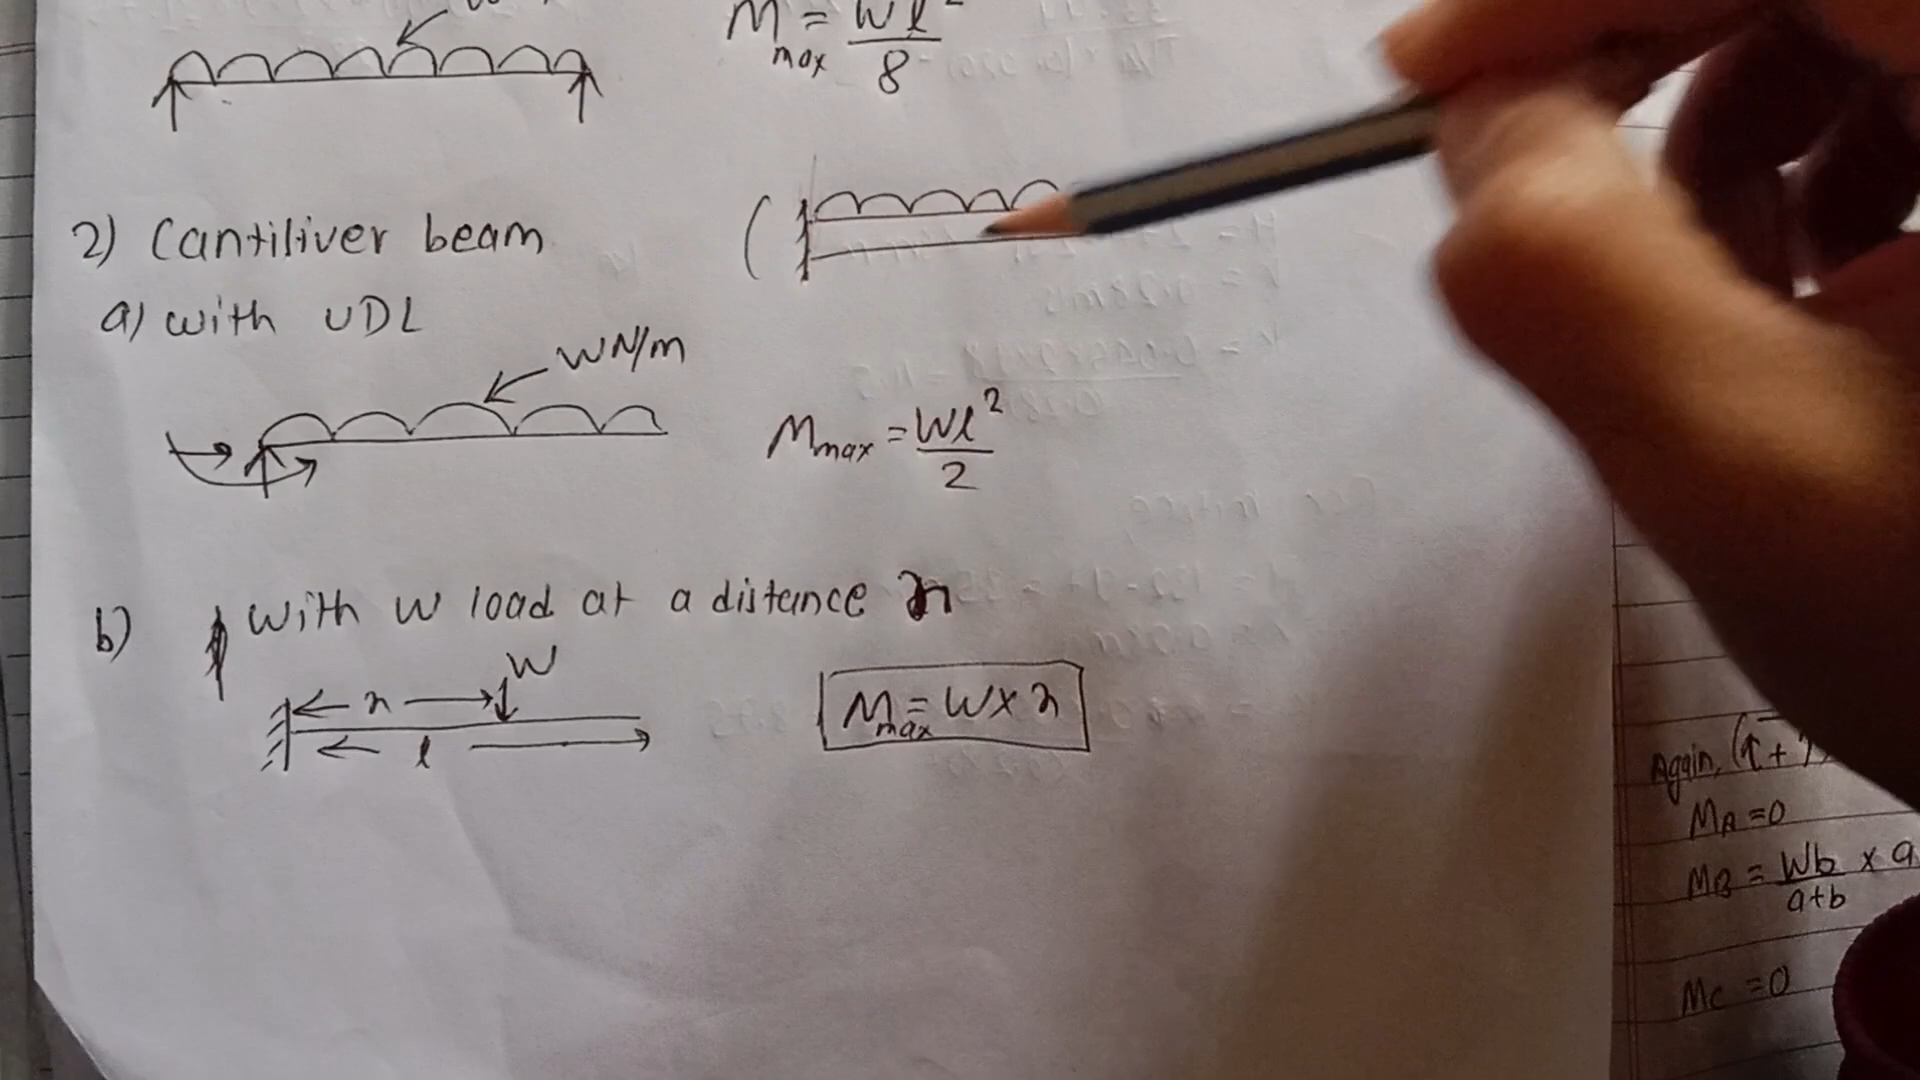 M max = Wl²/8
2) Cantiliver beam
a) with UDL
WN/m
Mmax = Wl²/2
b) with W load at a distance x
W
x
l
M max = W x x
Again, (
MA = 0
MB = Wb/a+b x a
Mc = 0